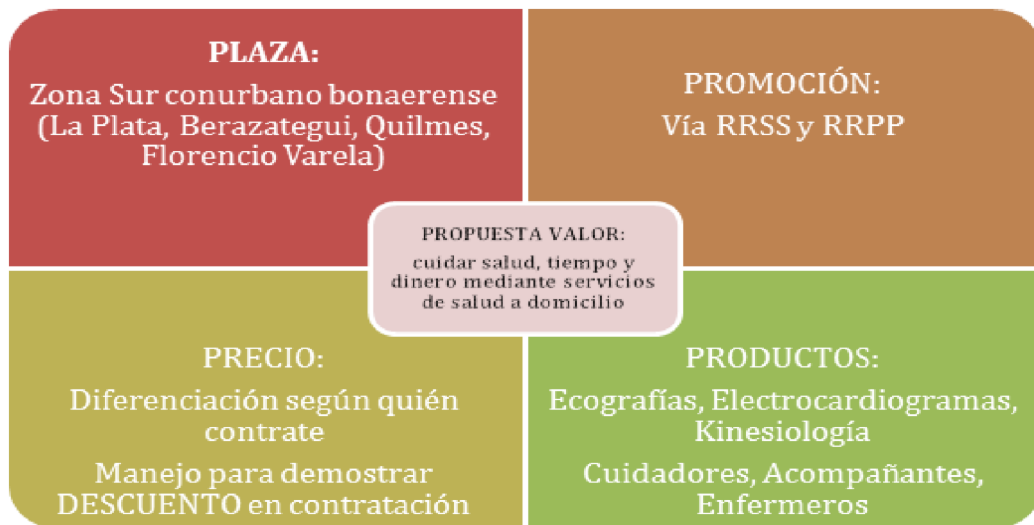 PLAZA:
Zona Sur conurbano bonaerense
(La Plata, Berazategui, Quilmes,
Florencio Varela)
PROMOCIÓN:
Vía RRSS y RRPP
PROPUESTA VALOR:
cuidar salud, tiempo y
dinero mediante servicios
de salud a domicilio
PRECIO:
Diferenciación según quién
contrate
Manejo para demostrar
DESCUENTO en contratación
PRODUCTOS:
Ecografías, Electrocardiogramas,
Kinesiología
Cuidadores, Acompañantes,
Enfermeros